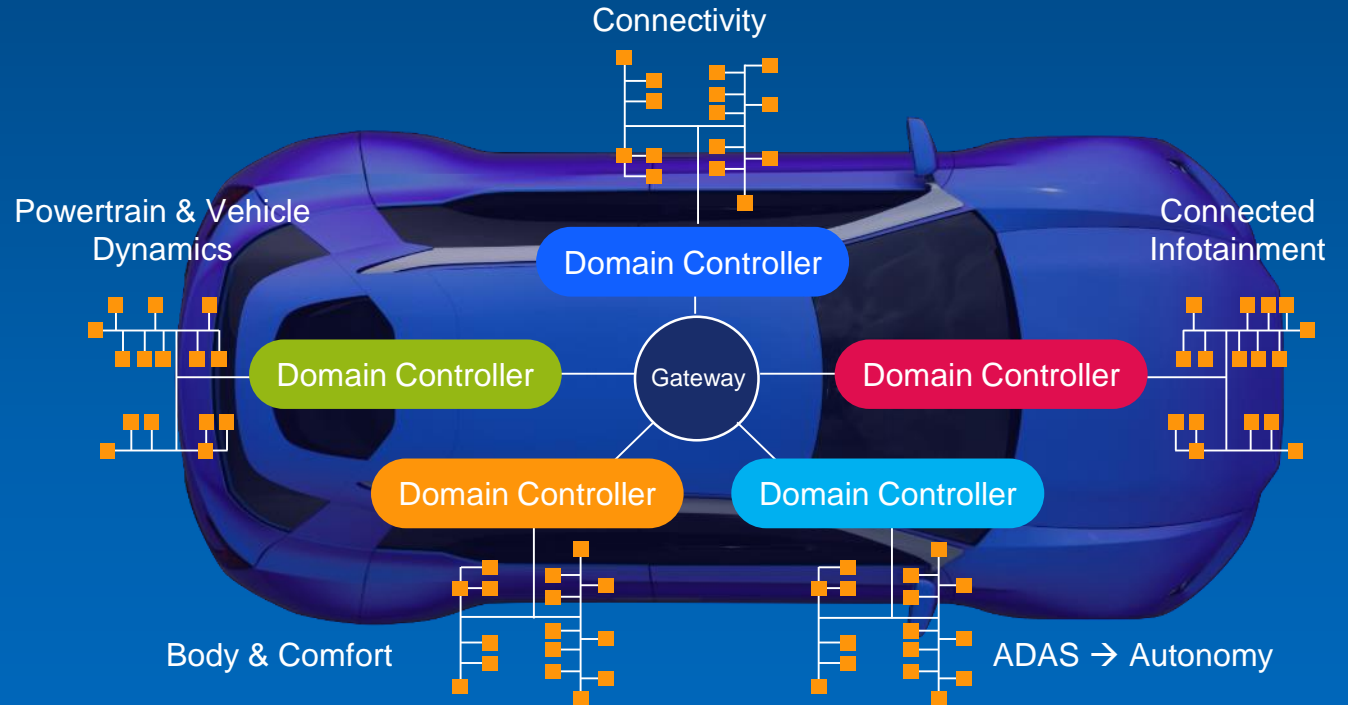 Connectivity
Powertrain & Vehicle
Dynamics
Connected
Infotainment
Domain Controller
Domain Controller
Gateway
Domain Controller
Domain Controller
Domain Controller
Body & Comfort
ADAS → Autonomy